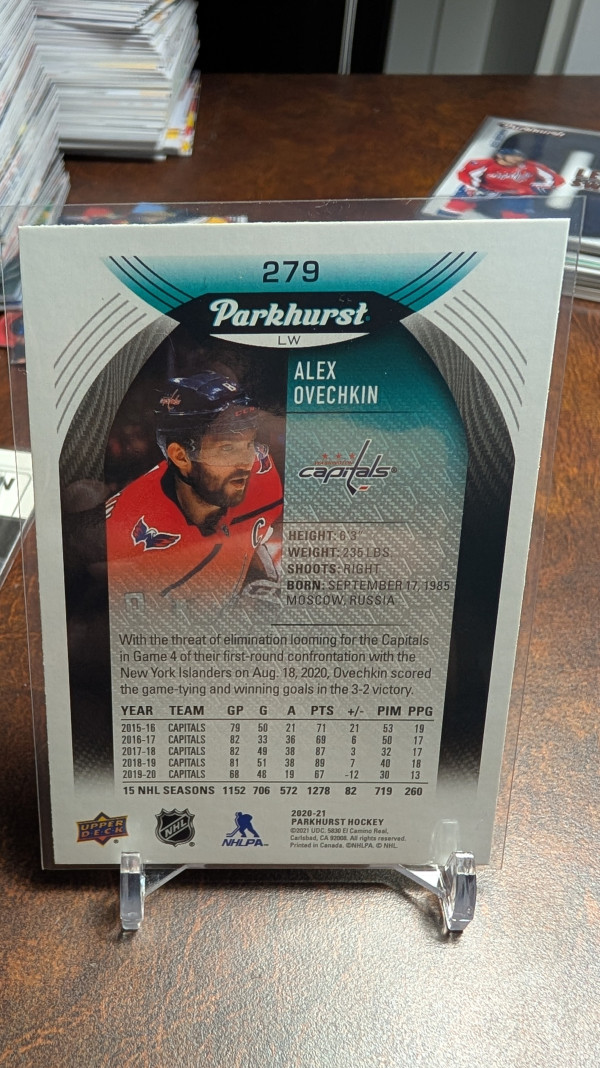 279
Parkhurst
LW
ALEX
OVECHKIN
capitals
HEIGHT: 6'3"
WEIGHT: 235 LBS.
SHOOTS: RIGHT
BORN: SEPTEMBER 17, 1985
MOSCOW, RUSSIA
With the threat of elimination looming for the Capitals
in Game 4 of their first-round confrontation with the
New York Islanders on Aug. 18, 2020, Ovechkin scored
the game-tying and winning goals in the 3-2 victory.
YEAR TEAM GP G A PTS +/- PIM PPG
2015-16 CAPITALS 79 50 21 71 21 53 19
2016-17 CAPITALS 82 33 36 69 6 50 17
2017-18 CAPITALS 82 49 38 87 3 32 17
2018-19 CAPITALS 81 51 38 89 7 40 18
2019-20 CAPITALS 68 48 19 67 -12 30 13
15 NHL SEASONS 1152 706 572 1278 82 719 260
UPPER
DECK
NHL
NHLPA
2020-21
PARKHURST HOCKEY
©2021 UDC, 5830 El Camino Real,
Carlsbad, CA 92008. All rights reserved.
Printed in Canada. ©NHLPA. © NHL.